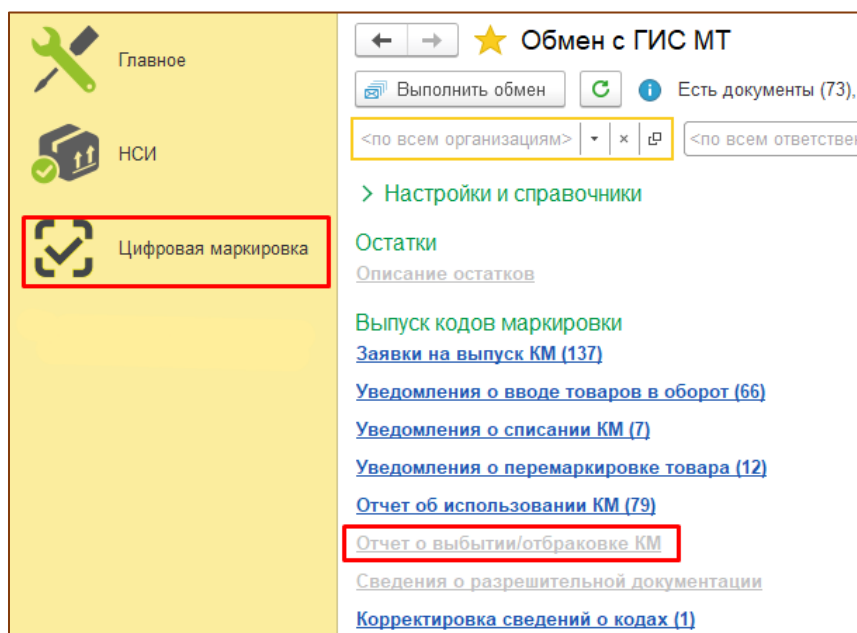 Главное
НСИ
Цифровая маркировка
Обмен с ГИС МТ
Выполнить обмен
Есть документы (73),
<по всем организациям>
<по всем ответствен
Настройки и справочники
Остатки
Описание остатков
Выпуск кодов маркировки
Заявки на выпуск КМ (137)
Уведомления о вводе товаров в оборот (66)
Уведомления о списании КМ (7)
Уведомления о перемаркировке товара (12)
Отчет об использовании КМ (79)
Отчет о выбытии/отбраковке КМ
Сведения о разрешительной документации
Корректировка сведений о кодах (1)